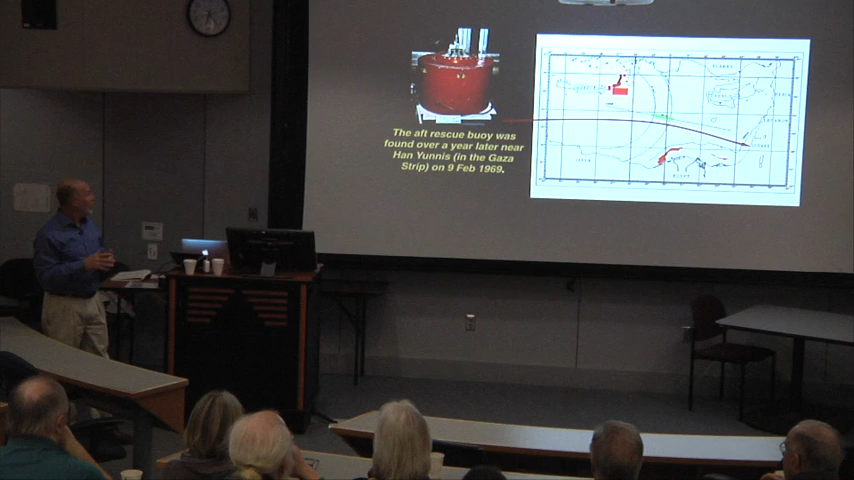 The aft rescue buoy was
found over a year later near
Han Yunnis (in the Gaza
Strip) on 9 Feb 1969.